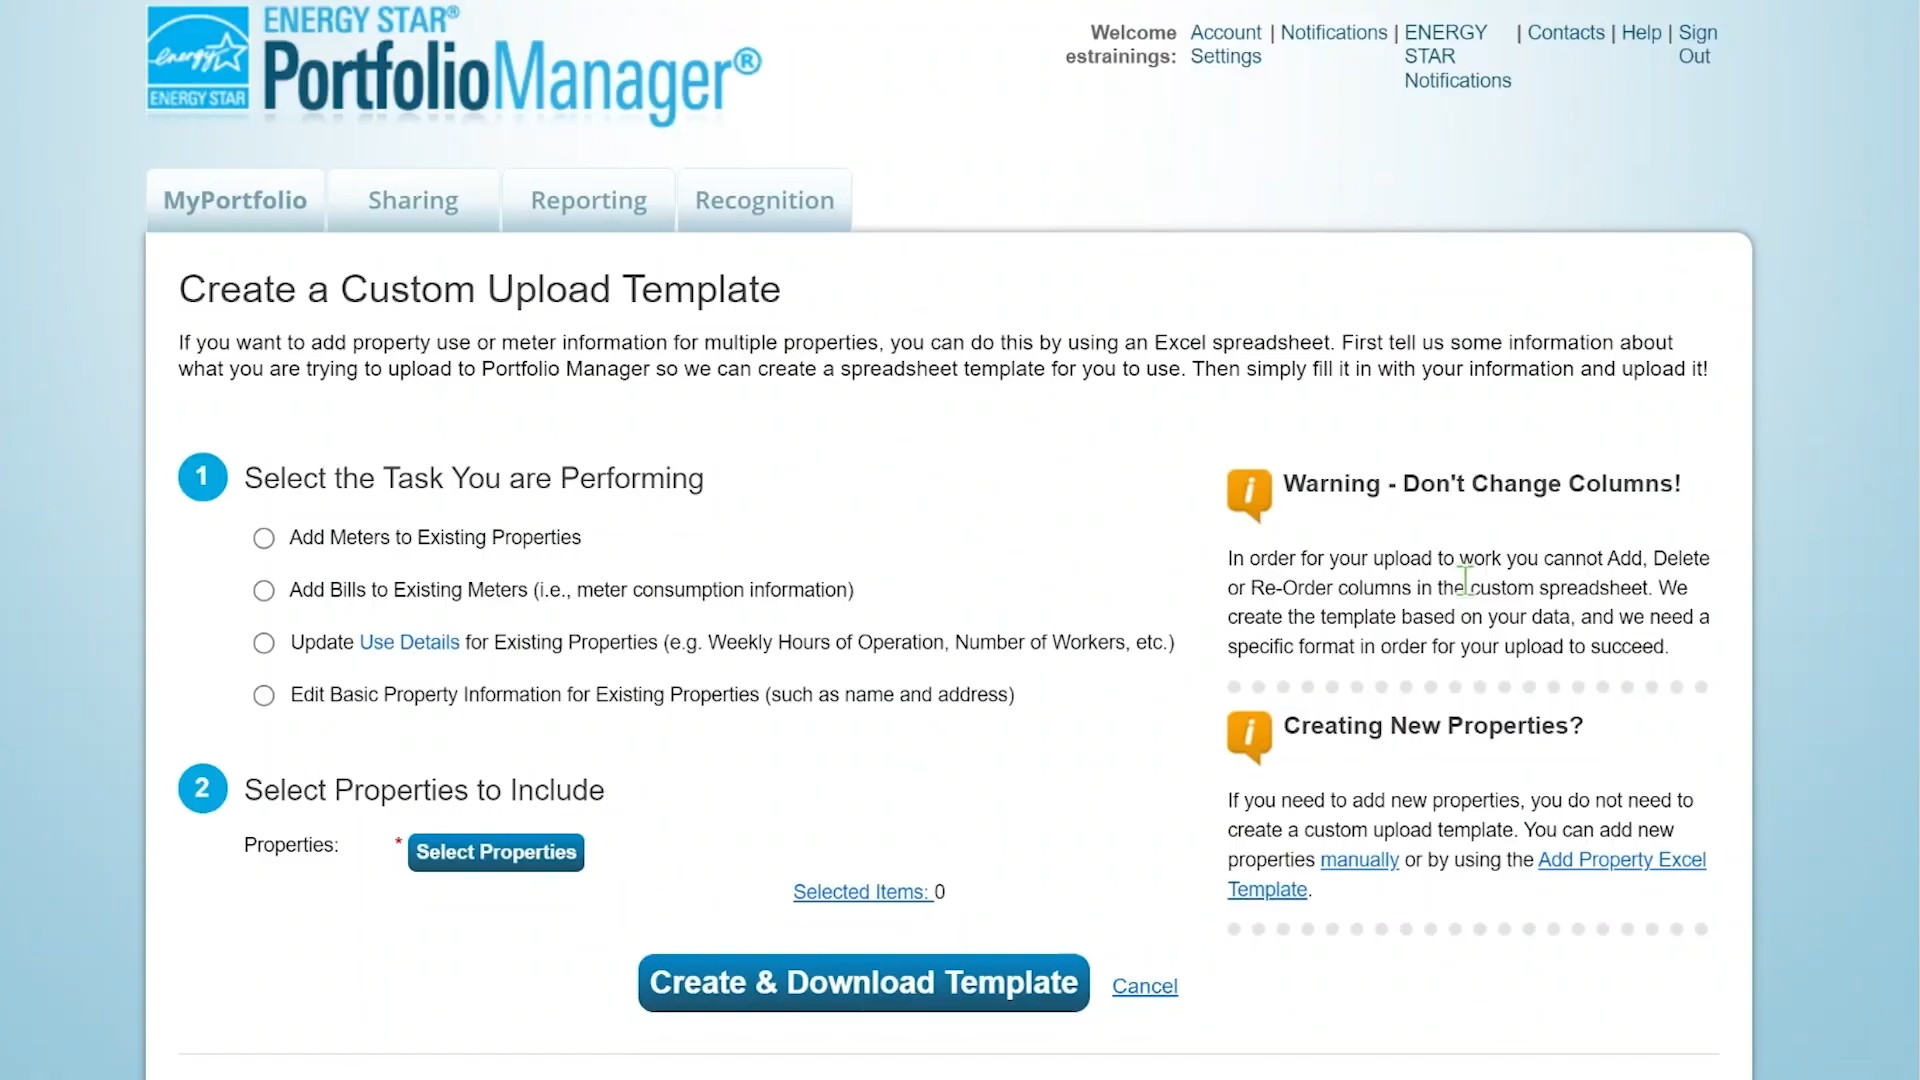 ENERGY STAR®
PortfolioManager®
energy
ENERGY STAR
Welcome estrainings:
Account Settings | Notifications | ENERGY STAR Notifications | Contacts | Help | Sign Out
MyPortfolio
Sharing
Reporting
Recognition
Create a Custom Upload Template
If you want to add property use or meter information for multiple properties, you can do this by using an Excel spreadsheet. First tell us some information about
what you are trying to upload to Portfolio Manager so we can create a spreadsheet template for you to use. Then simply fill it in with your information and upload it!
1 Select the Task You are Performing
Add Meters to Existing Properties
Add Bills to Existing Meters (i.e., meter consumption information)
Update Use Details for Existing Properties (e.g. Weekly Hours of Operation, Number of Workers, etc.)
Edit Basic Property Information for Existing Properties (such as name and address)
2 Select Properties to Include
Properties: * Select Properties
Selected Items: 0
Create & Download Template
Cancel
i Warning - Don't Change Columns!
In order for your upload to work you cannot Add, Delete
or Re-Order columns in the custom spreadsheet. We
create the template based on your data, and we need a
specific format in order for your upload to succeed.
i Creating New Properties?
If you need to add new properties, you do not need to
create a custom upload template. You can add new
properties manually or by using the Add Property Excel
Template.